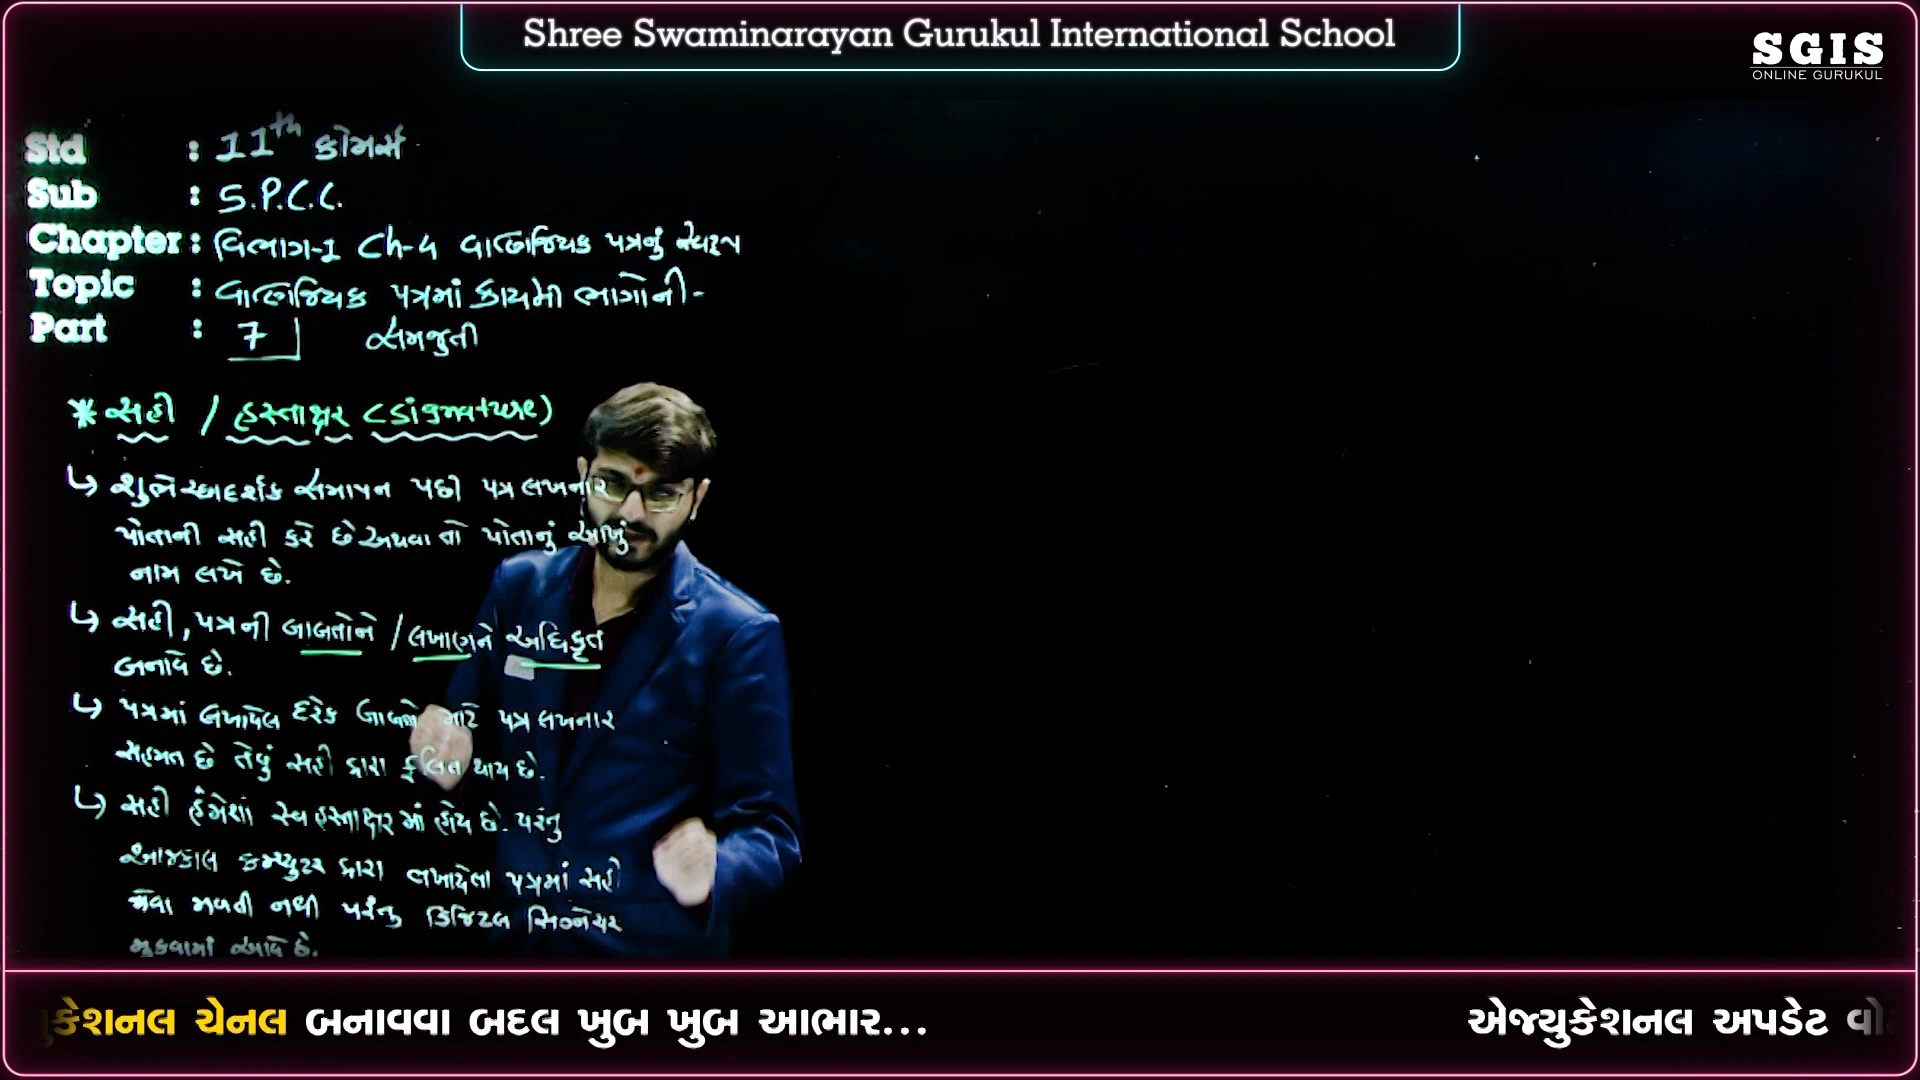 Shree Swaminarayan Gurukul International School
SGIS
ONLINE GURUKUL
Std : 11th કોમર્સ
Sub : S.P.C.C.
Chapter : વિભાગ-1 Ch-4 વાણિજ્યિક પત્રનું સ્વરૂપ
Topic : વાણિજ્યિક પત્રમાં કાયમી ભાગોની-
Part : 7 સમજુતી
* સહી / હસ્તાક્ષર (Signature)
↳ શુભેચ્છાદર્શક સમાપન પછી પત્ર લખનાર
પોતાની સહી કરે છે અથવા તો પોતાનું આખું
નામ લખે છે.
↳ સહી, પત્રની બાબતોને / લખાણને અધિકૃત
બનાવે છે.
↳ પત્રમાં લખાયેલ દરેક બાબતો માટે પત્ર લખનાર
સહમત છે તેવું સહી દ્વારા ફલિત થાય છે.
↳ સહી હંમેશા સ્વ હસ્તાક્ષર માં હોય છે. પરંતુ
આજકાલ કમ્પ્યુટર દ્વારા લખાયેલા પત્રમાં સહી
જોવા મળતી નથી પરંતુ ડિજિટલ સિગ્નેચર
મૂકવામાં આવે છે.
યુકેશનલ ચેનલ બનાવવા બદલ ખુબ ખુબ આભાર... એજ્યુકેશનલ અપડેટ